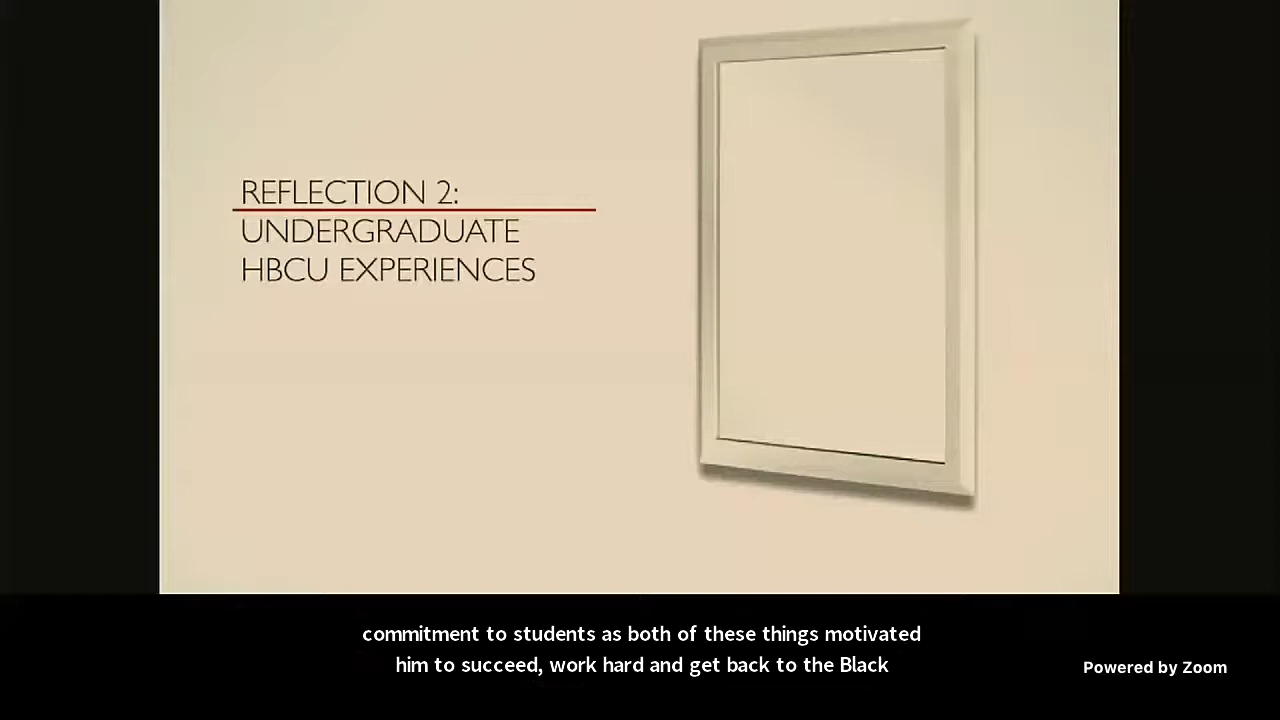 REFLECTION 2:
UNDERGRADUATE
HBCU EXPERIENCES
commitment to students as both of these things motivated
him to succeed, work hard and get back to the Black
Powered by Zoom